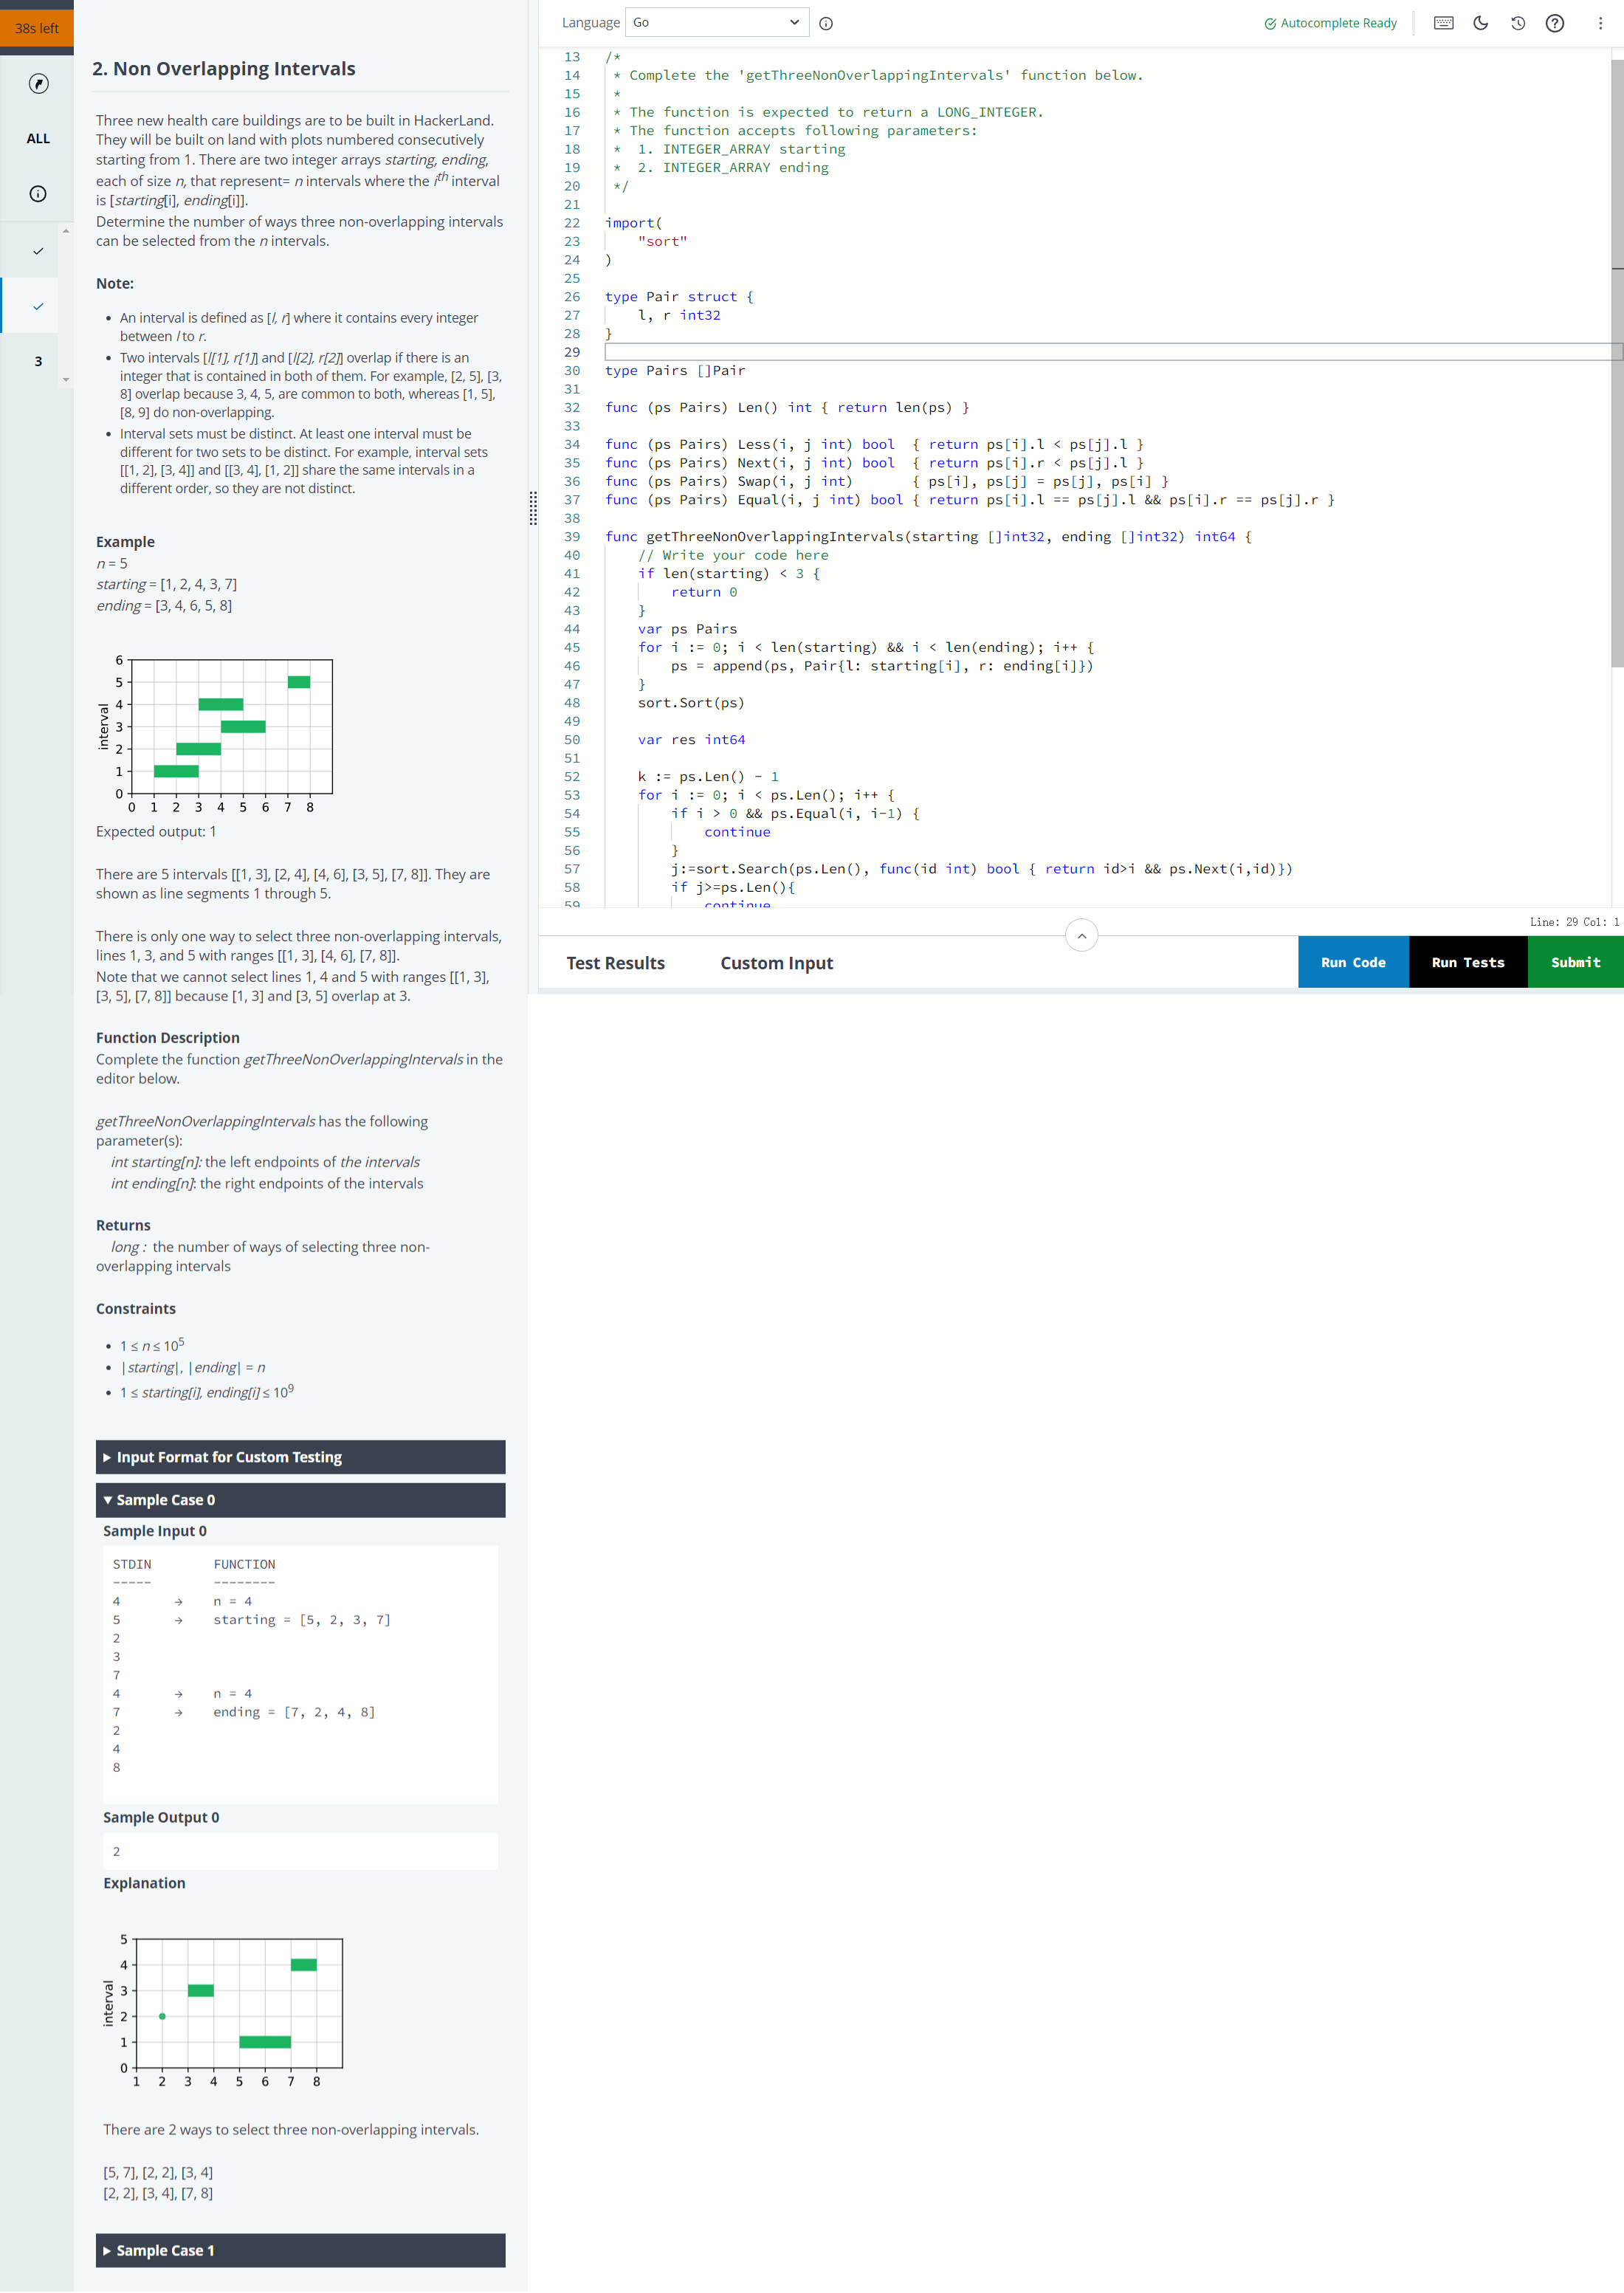 38s left
ALL
3
2. Non Overlapping Intervals
Three new health care buildings are to be built in HackerLand.
They will be built on land with plots numbered consecutively
starting from 1. There are two integer arrays starting, ending,
each of size n, that represent= n intervals where the ith interval
is [starting[i], ending[i]].
Determine the number of ways three non-overlapping intervals
can be selected from the n intervals.
Note:
• An interval is defined as [l, r] where it contains every integer
between l to r.
• Two intervals [l[1], r[1]] and [l[2], r[2]] overlap if there is an
integer that is contained in both of them. For example, [2, 5], [3,
8] overlap because 3, 4, 5, are common to both, whereas [1, 5],
[8, 9] do non-overlapping.
• Interval sets must be distinct. At least one interval must be
different for two sets to be distinct. For example, interval sets
[[1, 2], [3, 4]] and [[3, 4], [1, 2]] share the same intervals in a
different order, so they are not distinct.
Example
n = 5
starting = [1, 2, 4, 3, 7]
ending = [3, 4, 6, 5, 8]
interval
6
5
4
3
2
1
0
0 1 2 3 4 5 6 7 8
Expected output: 1
There are 5 intervals [[1, 3], [2, 4], [4, 6], [3, 5], [7, 8]]. They are
shown as line segments 1 through 5.
There is only one way to select three non-overlapping intervals,
lines 1, 3, and 5 with ranges [[1, 3], [4, 6], [7, 8]].
Note that we cannot select lines 1, 4 and 5 with ranges [[1, 3],
[3, 5], [7, 8]] because [1, 3] and [3, 5] overlap at 3.
Function Description
Complete the function getThreeNonOverlappingIntervals in the
editor below.
getThreeNonOverlappingIntervals has the following
parameter(s):
int starting[n]: the left endpoints of the intervals
int ending[n]: the right endpoints of the intervals
Returns
long : the number of ways of selecting three non-
overlapping intervals
Constraints
• 1 ≤ n ≤ 10^5
• |starting|, |ending| = n
• 1 ≤ starting[i], ending[i] ≤ 10^9
▶ Input Format for Custom Testing
▼ Sample Case 0
Sample Input 0
STDIN FUNCTION
----- --------
4 → n = 4
5 → starting = [5, 2, 3, 7]
2
3
7
4 → n = 4
7 → ending = [7, 2, 4, 8]
2
4
8
Sample Output 0
2
Explanation
interval
5
4
3
2
1
0
1 2 3 4 5 6 7 8
There are 2 ways to select three non-overlapping intervals.
[5, 7], [2, 2], [3, 4]
[2, 2], [3, 4], [7, 8]
▶ Sample Case 1
Language Go
Autocomplete Ready
13 /*
14 * Complete the 'getThreeNonOverlappingIntervals' function below.
15 *
16 * The function is expected to return a LONG_INTEGER.
17 * The function accepts following parameters:
18 * 1. INTEGER_ARRAY starting
19 * 2. INTEGER_ARRAY ending
20 */
21
22 import(
23 "sort"
24 )
25
26 type Pair struct {
27 l, r int32
28 }
29
30 type Pairs []Pair
31
32 func (ps Pairs) Len() int { return len(ps) }
33
34 func (ps Pairs) Less(i, j int) bool { return ps[i].l < ps[j].l }
35 func (ps Pairs) Next(i, j int) bool { return ps[i].r < ps[j].l }
36 func (ps Pairs) Swap(i, j int) { ps[i], ps[j] = ps[j], ps[i] }
37 func (ps Pairs) Equal(i, j int) bool { return ps[i].l == ps[j].l && ps[i].r == ps[j].r }
38
39 func getThreeNonOverlappingIntervals(starting []int32, ending []int32) int64 {
40 // Write your code here
41 if len(starting) < 3 {
42 return 0
43 }
44 var ps Pairs
45 for i := 0; i < len(starting) && i < len(ending); i++ {
46 ps = append(ps, Pair{l: starting[i], r: ending[i]})
47 }
48 sort.Sort(ps)
49
50 var res int64
51
52 k := ps.Len() - 1
53 for i := 0; i < ps.Len(); i++ {
54 if i > 0 && ps.Equal(i, i-1) {
55 continue
56 }
57 j:=sort.Search(ps.Len(), func(id int) bool { return id>i && ps.Next(i,id)})
58 if j>=ps.Len(){
59 continue
Line: 29 Col: 1
Test Results
Custom Input
Run Code
Run Tests
Submit